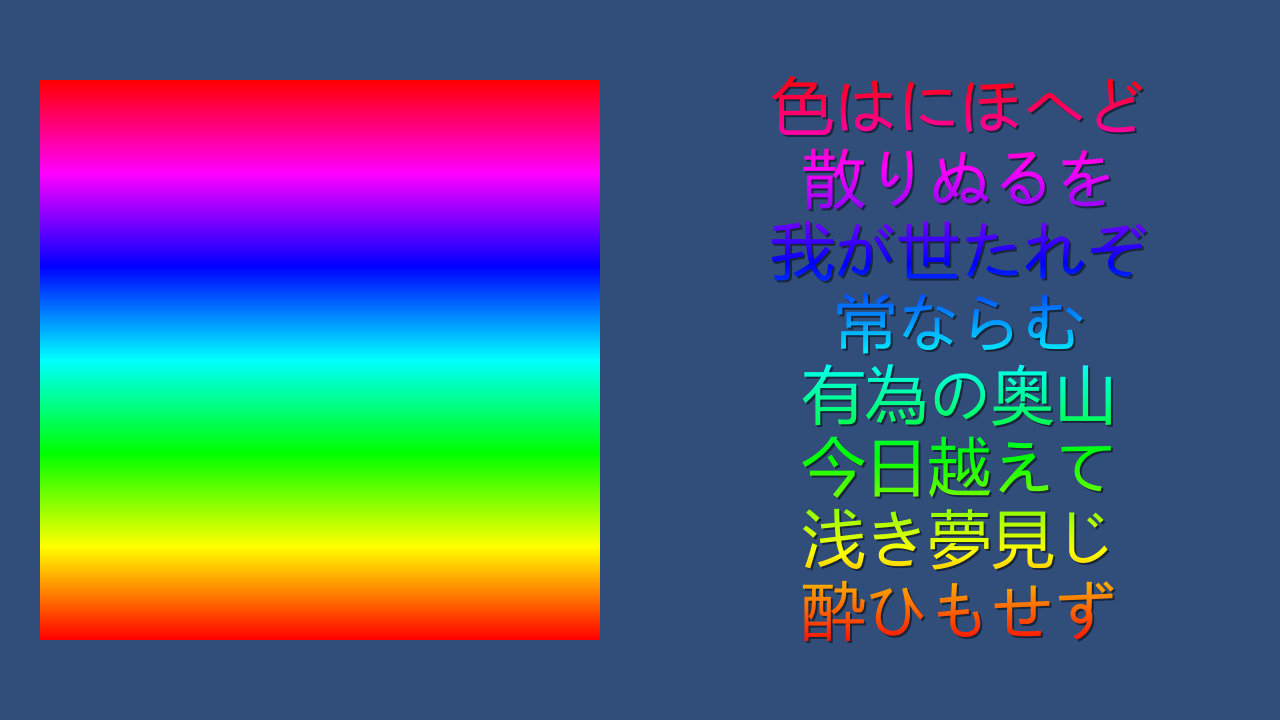 色はにほへど
散りぬるを
我が世たれぞ
常ならむ
有為の奥山
今日越えて
浅き夢見じ
酔ひもせず